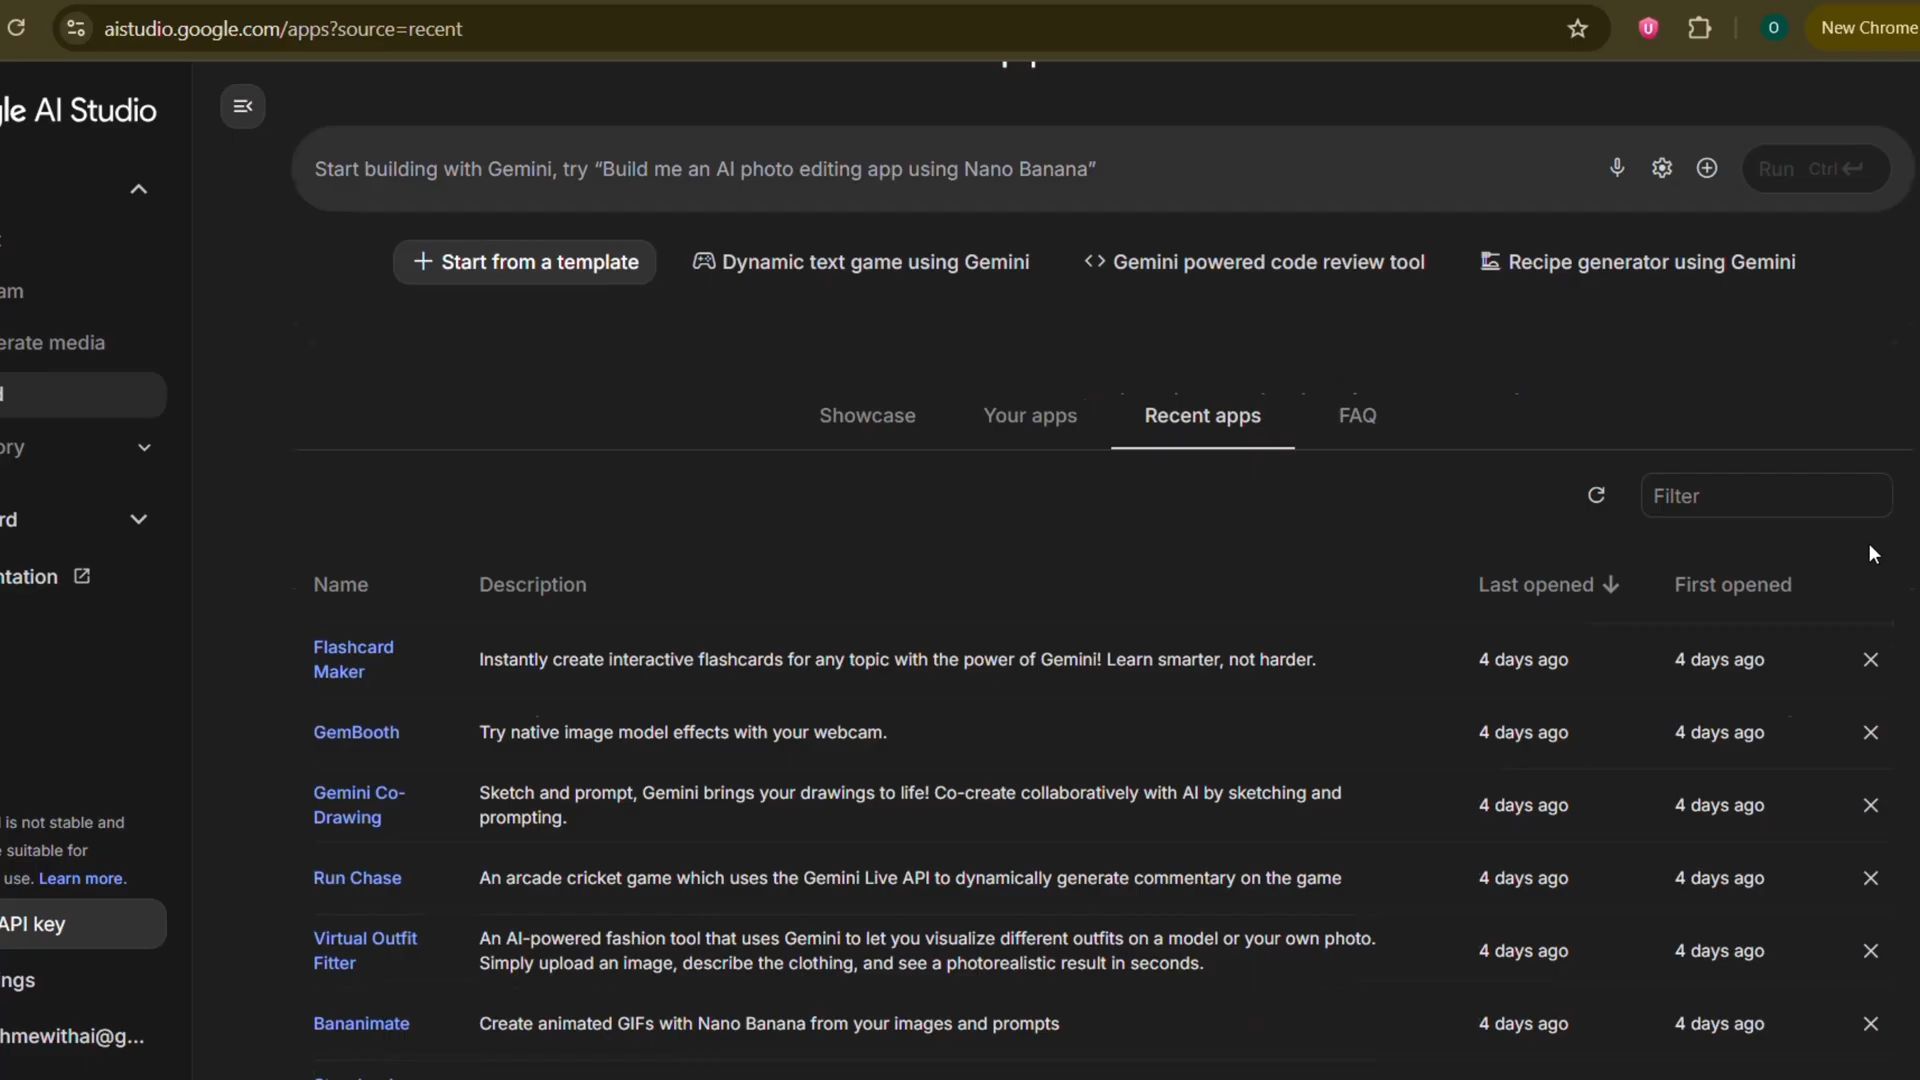 aistudio.google.com/apps?source=recent
New Chrome
gle AI Studio
Start building with Gemini, try “Build me an AI photo editing app using Nano Banana”
Run Ctrl
Start from a template
Dynamic text game using Gemini
Gemini powered code review tool
Recipe generator using Gemini
am
erate media
ory
rd
ntation
Showcase
Your apps
Recent apps
FAQ
Filter
Name Description Last opened First opened
Flashcard
Maker
Instantly create interactive flashcards for any topic with the power of Gemini! Learn smarter, not harder.
4 days ago 4 days ago
GemBooth Try native image model effects with your webcam. 4 days ago 4 days ago
Gemini Co-
Drawing
Sketch and prompt, Gemini brings your drawings to life! Co-create collaboratively with AI by sketching and
prompting.
4 days ago 4 days ago
Run Chase An arcade cricket game which uses the Gemini Live API to dynamically generate commentary on the game 4 days ago 4 days ago
Virtual Outfit
Fitter
An AI-powered fashion tool that uses Gemini to let you visualize different outfits on a model or your own photo.
Simply upload an image, describe the clothing, and see a photorealistic result in seconds.
4 days ago 4 days ago
Bananimate Create animated GIFs with Nano Banana from your images and prompts 4 days ago 4 days ago
is not stable and
suitable for
use. Learn more.
API key
ngs
hmewithai@g...